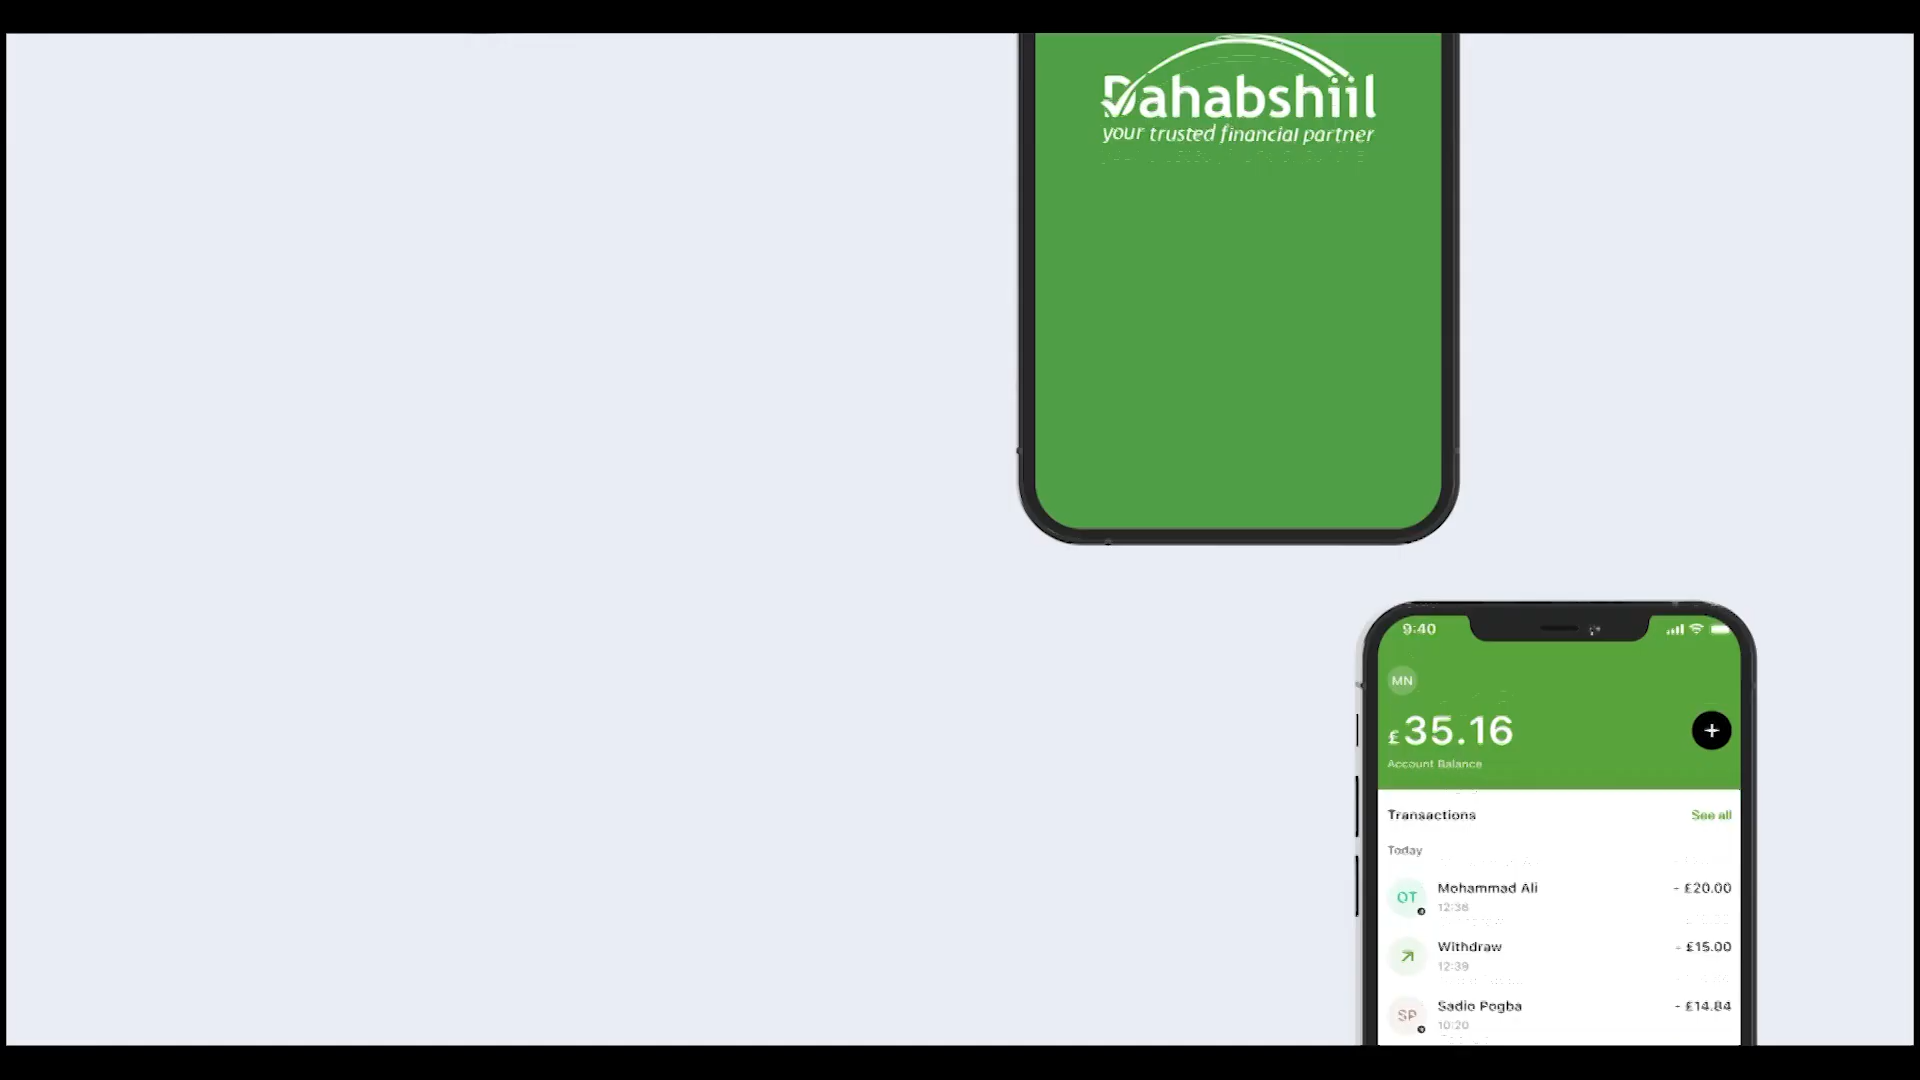 Dahabshiil
your trusted financial partner
9:40
MN
£35.16
Account Balance
Transactions
See all
Today
OT
Mohammad Ali
- £20.00
12:38
Withdraw
- £15.00
12:39
SP
Sadio Pogba
- £14.84
10:20